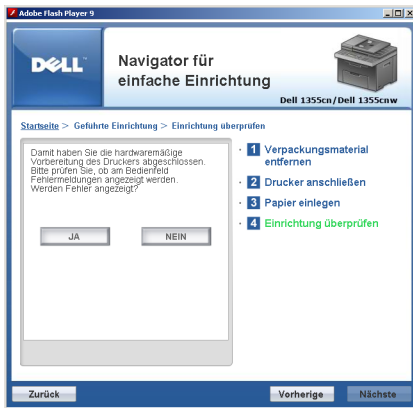 Adobe Flash Player 9
DELL™
Navigator für
einfache Einrichtung
Dell 1355cn/Dell 1355cnw
Startseite > Geführte Einrichtung > Einrichtung überprüfen
Damit haben Sie die hardwaremäßige
Vorbereitung des Druckers abgeschlossen.
Bitte prüfen Sie, ob am Bedienfeld
Fehlermeldungen angezeigt werden.
Werden Fehler angezeigt?
JA
NEIN
1 Verpackungsmaterial
entfernen
2 Drucker anschließen
3 Papier einlegen
4 Einrichtung überprüfen
Zurück
Vorherige
Nächste